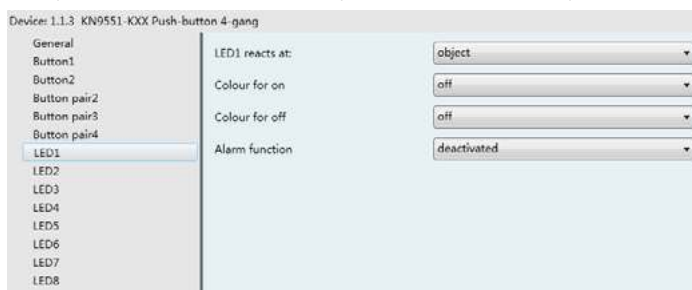 Device: 1.1.3 KN9551-KXX Push-button 4-gang
General
Button1
Button2
Button pair2
Button pair3
Button pair4
LED1
LED2
LED3
LED4
LED5
LED6
LED7
LED8
LED1 reacts at: object
Colour for on off
Colour for off off
Alarm function deactivated